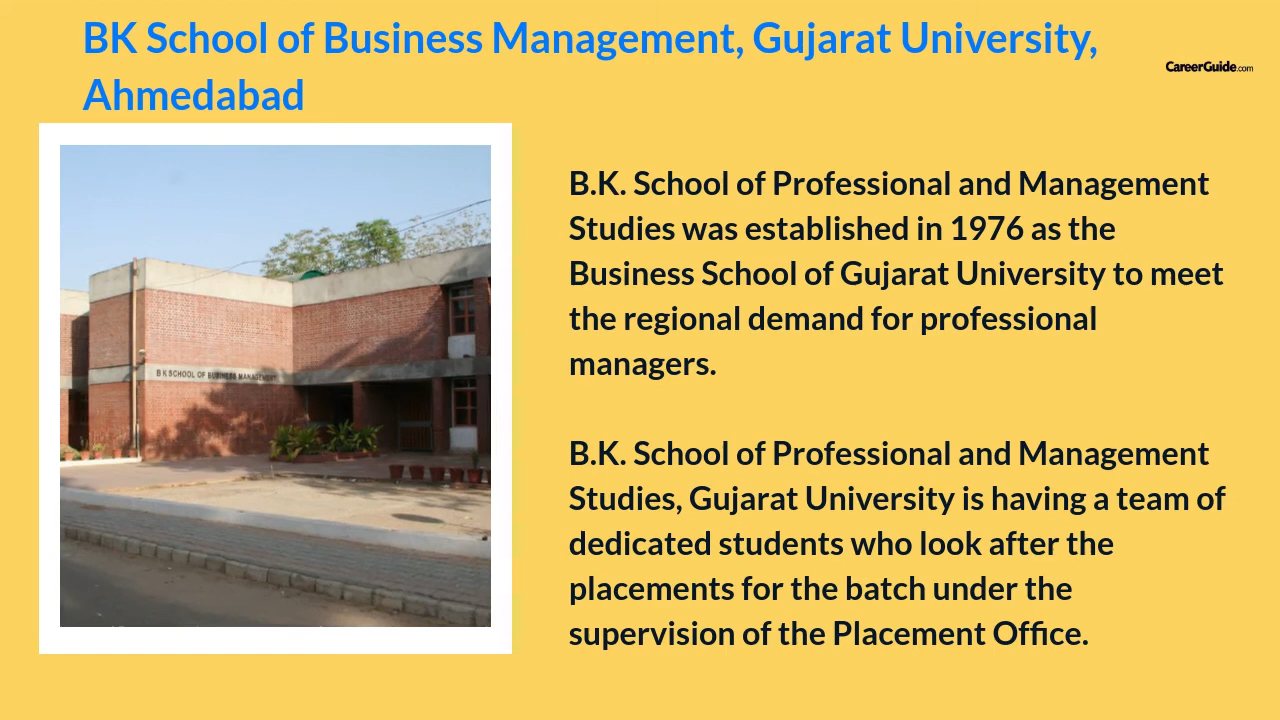 BK School of Business Management, Gujarat University,
Ahmedabad
CareerGuide.com
B K SCHOOL OF BUSINESS MANAGEMENT
B.K. School of Professional and Management
Studies was established in 1976 as the
Business School of Gujarat University to meet
the regional demand for professional
managers.
B.K. School of Professional and Management
Studies, Gujarat University is having a team of
dedicated students who look after the
placements for the batch under the
supervision of the Placement Office.